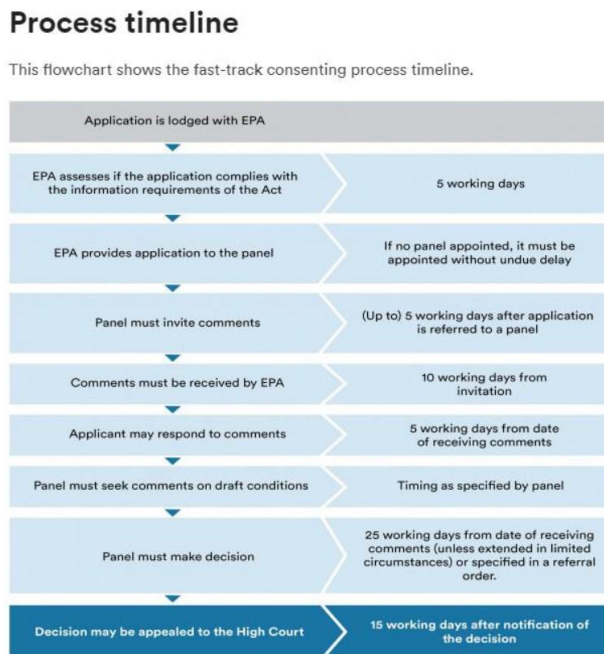 Process timeline
This flowchart shows the fast-track consenting process timeline.
Application is lodged with EPA
EPA assesses if the application complies with
the information requirements of the Act
5 working days
EPA provides application to the panel
If no panel appointed, it must be
appointed without undue delay
Panel must invite comments
(Up to) 5 working days after application
is referred to a panel
Comments must be received by EPA
10 working days from
invitation
Applicant may respond to comments
5 working days from date
of receiving comments
Panel must seek comments on draft conditions
Timing as specified by panel
Panel must make decision
25 working days from date of receiving
comments (unless extended in limited
circumstances) or specified in a referral
order.
Decision may be appealed to the High Court
15 working days after notification of
the decision